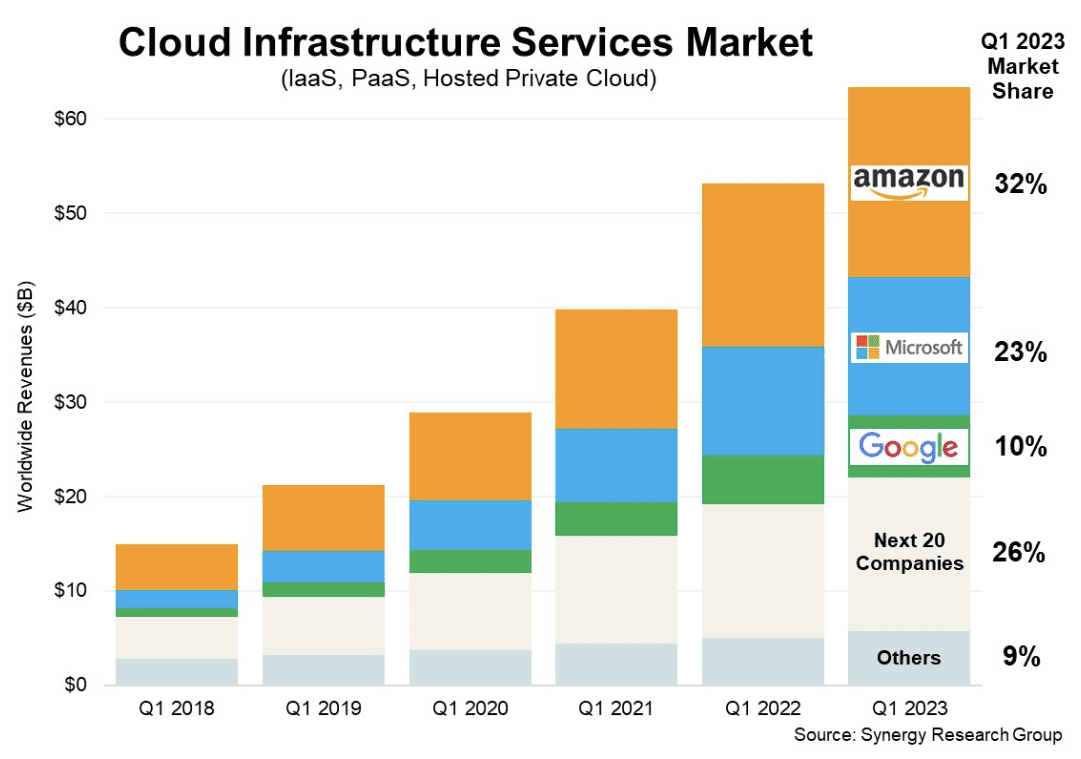 Cloud Infrastructure Services Market
(IaaS, PaaS, Hosted Private Cloud)
Q1 2023
Market
Share
Worldwide Revenues ($B)
$60
$50
$40
$30
$20
$10
$0
amazon
32%
Microsoft
23%
Google
10%
Next 20
Companies
26%
Others
9%
Q1 2018
Q1 2019
Q1 2020
Q1 2021
Q1 2022
Q1 2023
Source: Synergy Research Group